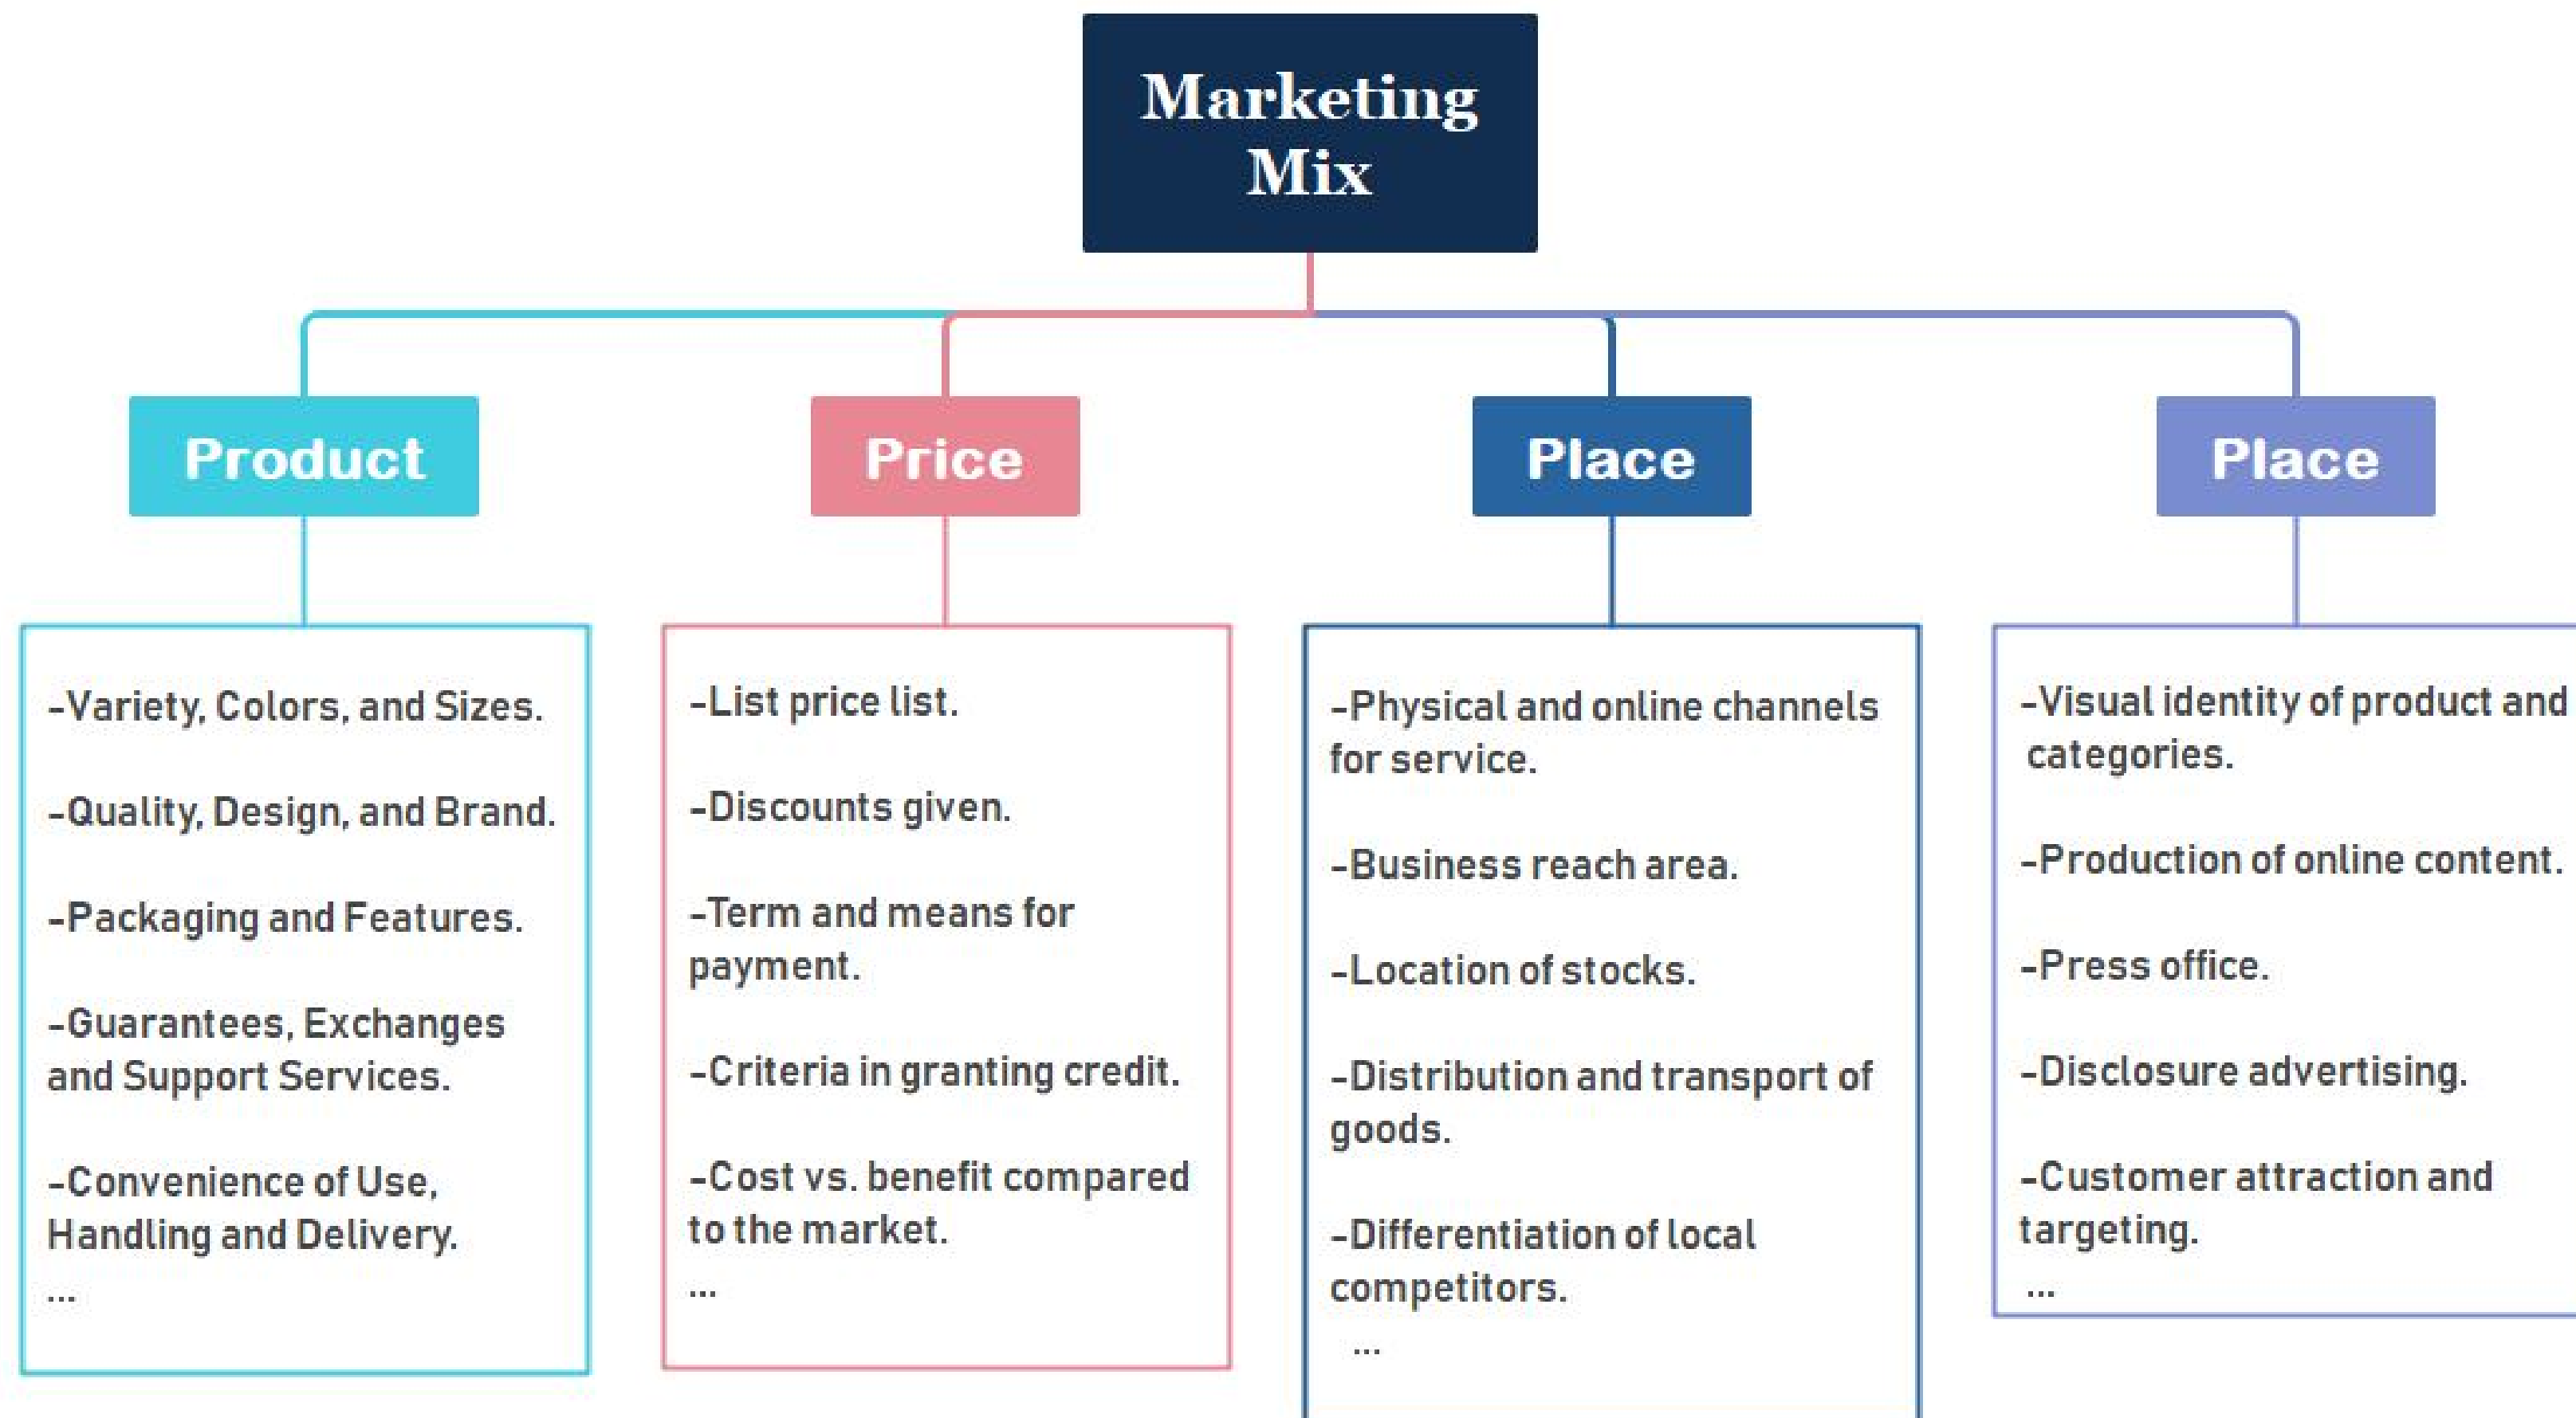 Marketing
Mix
Product
Price
Place
Place
-Variety, Colors, and Sizes.
-Quality, Design, and Brand.
-Packaging and Features.
-Guarantees, Exchanges
and Support Services.
-Convenience of Use,
Handling and Delivery.
...
-List price list.
-Discounts given.
-Term and means for
payment.
-Criteria in granting credit.
-Cost vs. benefit compared
to the market.
...
-Physical and online channels
for service.
-Business reach area.
-Location of stocks.
-Distribution and transport of
goods.
-Differentiation of local
competitors.
...
-Visual identity of product and
categories.
-Production of online content.
-Press office.
-Disclosure advertising.
-Customer attraction and
targeting.
...